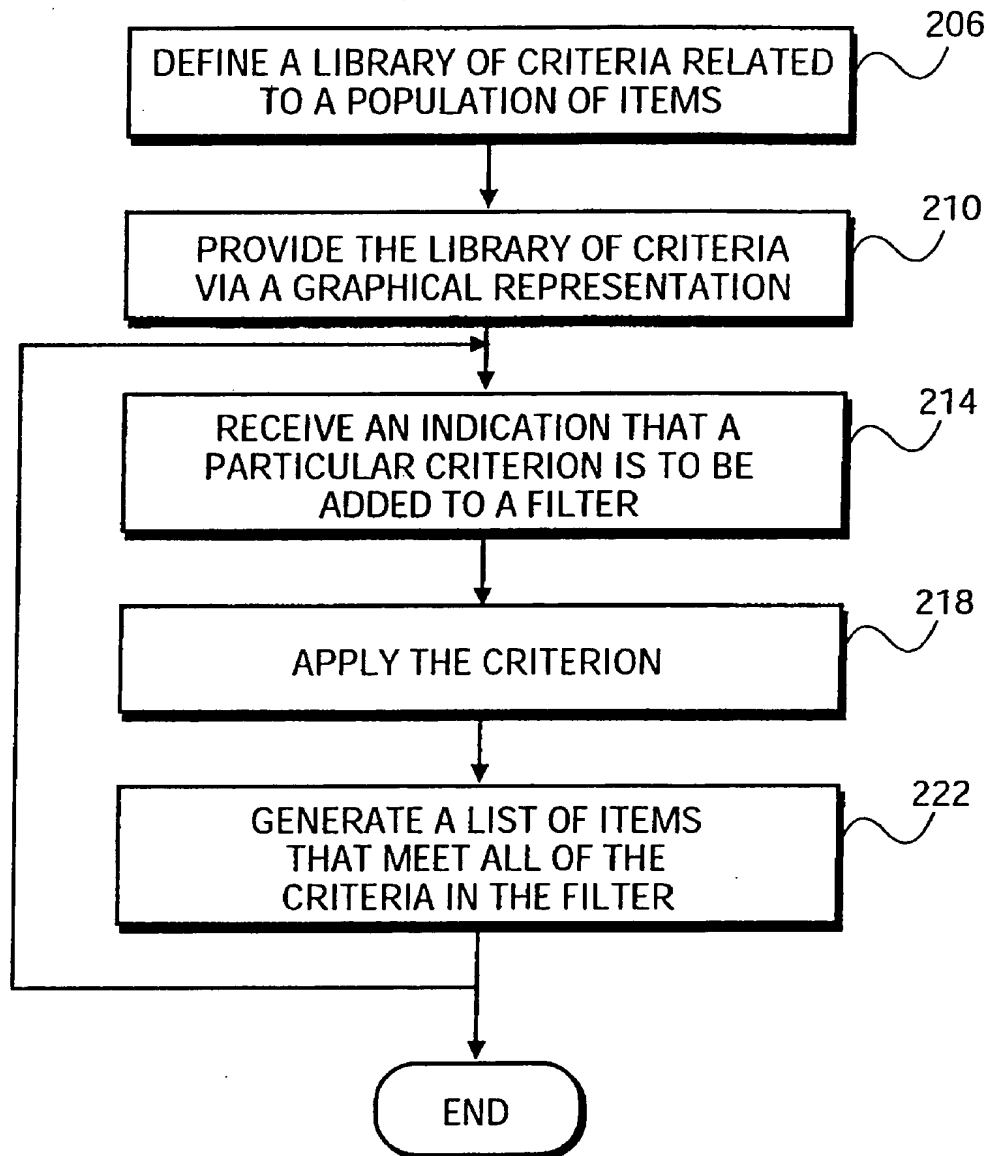 206
DEFINE A LIBRARY OF CRITERIA RELATED
TO A POPULATION OF ITEMS
210
PROVIDE THE LIBRARY OF CRITERIA
VIA A GRAPHICAL REPRESENTATION
214
RECEIVE AN INDICATION THAT A
PARTICULAR CRITERION IS TO BE
ADDED TO A FILTER
218
APPLY THE CRITERION
222
GENERATE A LIST OF ITEMS
THAT MEET ALL OF THE
CRITERIA IN THE FILTER
END